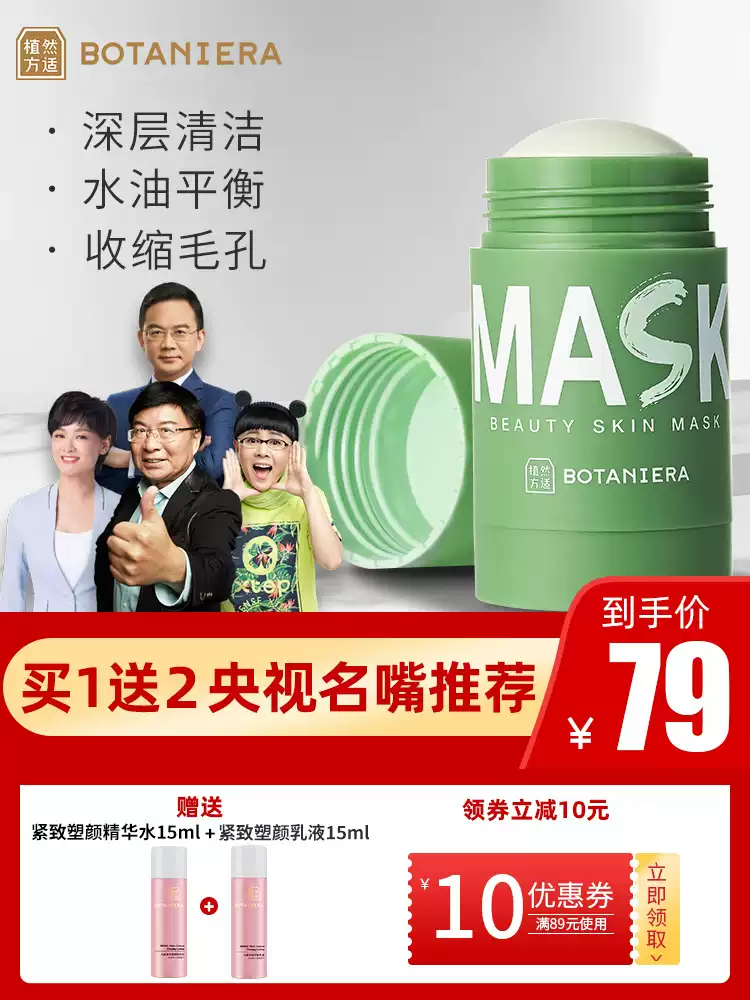 植然
方适
BOTANIERA
· 深层清洁
· 水油平衡
· 收缩毛孔
MASK
BEAUTY SKIN MASK
植然
方适
BOTANIERA
xtep
到手价
¥79
买1送2 央视名嘴推荐
赠送
紧致塑颜精华水15ml + 紧致塑颜乳液15ml
BOTANIERA
+
BOTANIERA
领券立减10元
¥10优惠券
满89元使用
立即领取